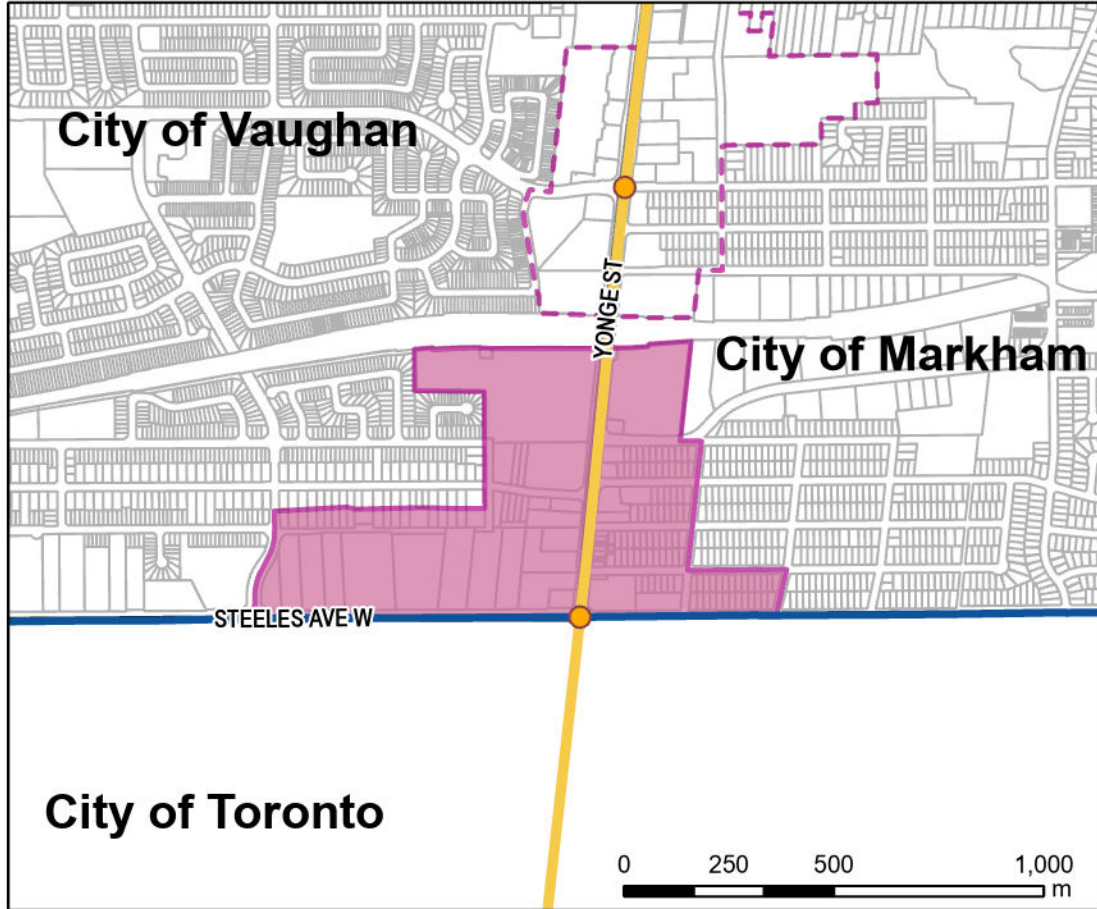 City of Vaughan
YONGE ST
City of Markham
STEELES AVE W
City of Toronto
0 250 500 1,000
m